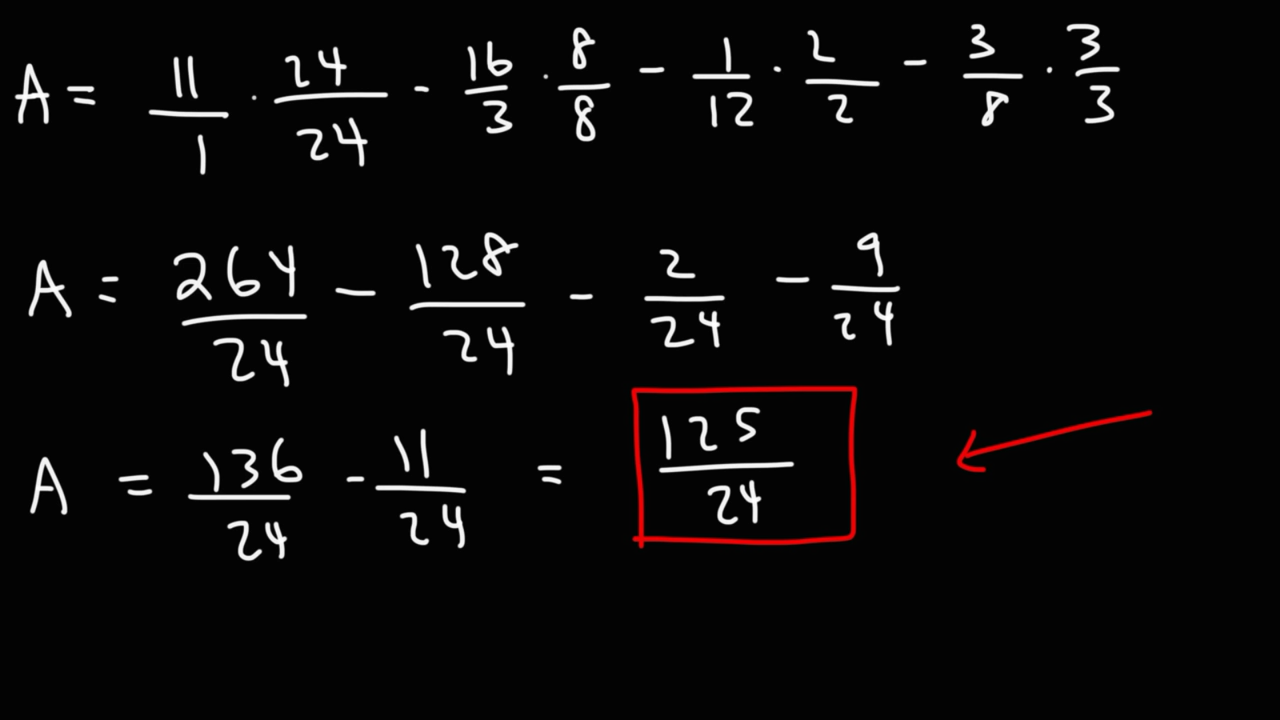 A = 11/1 · 24/24 - 16/3 · 8/8 - 1/12 · 2/2 - 3/8 · 3/3
A = 264/24 - 128/24 - 2/24 - 9/24
A = 136/24 - 11/24 = 125/24